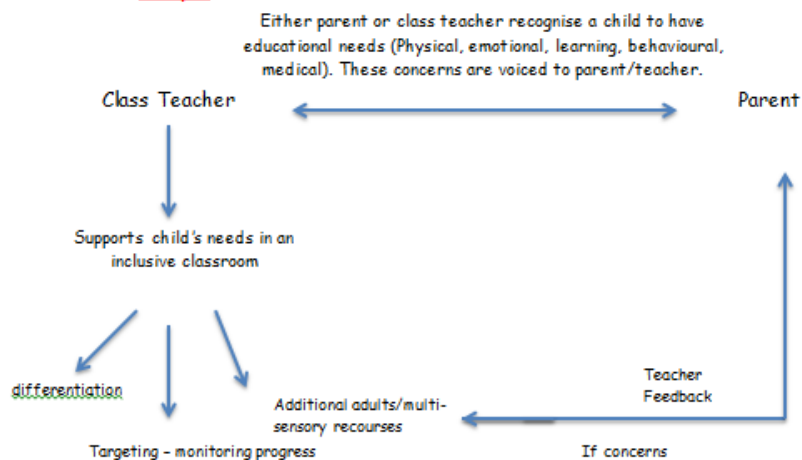 Either parent or class teacher recognise a child to have
educational needs (Physical, emotional, learning, behavioural,
medical). These concerns are voiced to parent/teacher.
Class Teacher
Parent
Supports child's needs in an
inclusive classroom
differentiation
Additional adults/multi-
sensory recourses
Teacher
Feedback
Targeting – monitoring progress
If concerns